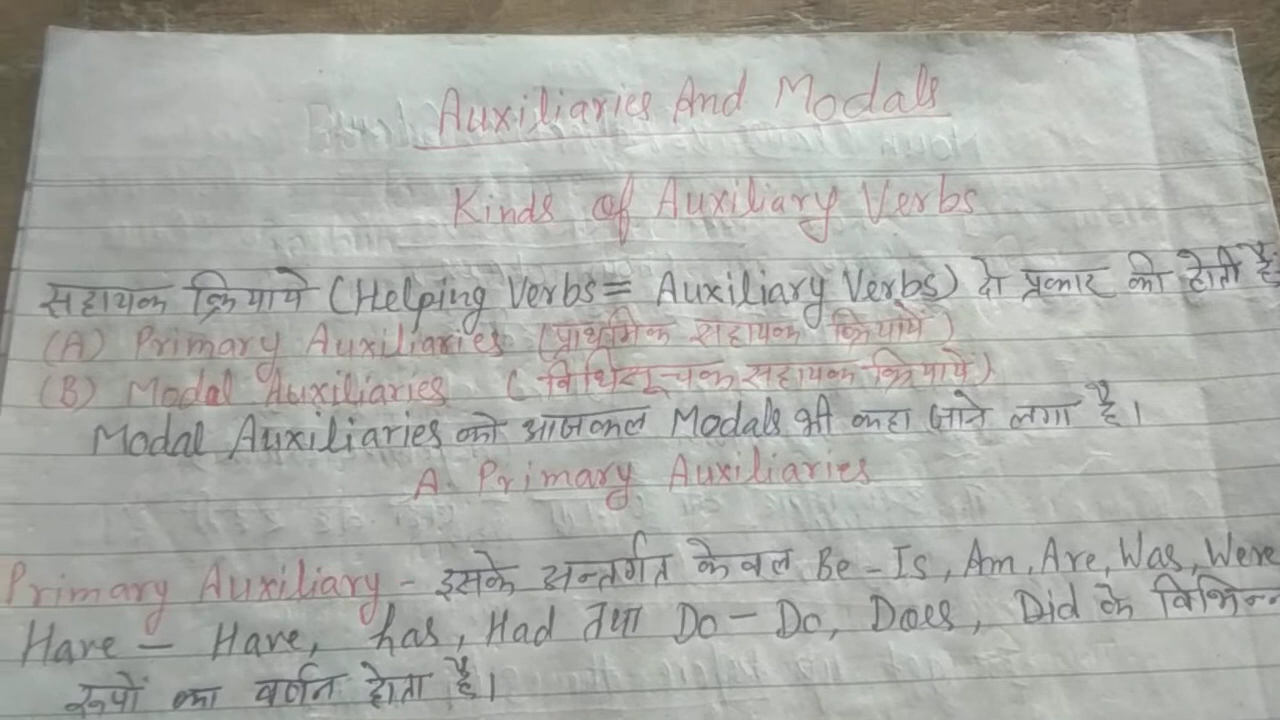 Auxiliaries And Modals
Kinds of Auxiliary Verbs
सहायक क्रियाये (Helping Verbs = Auxiliary Verbs) दो प्रकार की होती है
(A) Primary Auxiliaries (प्राथमिक सहायक क्रियाये)
(B) Modal Auxiliaries (विधिसूचक सहायक क्रियाये)
Modal Auxiliaries को आजकल Modals भी कहा जाने लगा है।
A. Primary Auxiliaries
Primary Auxiliary - इसके अन्तर्गत केवल Be - Is, Am, Are, Was, Were
Have - Have, has, Had तथा Do - Do, Does, Did के विभिन्न
रूपों का वर्णन होता है।